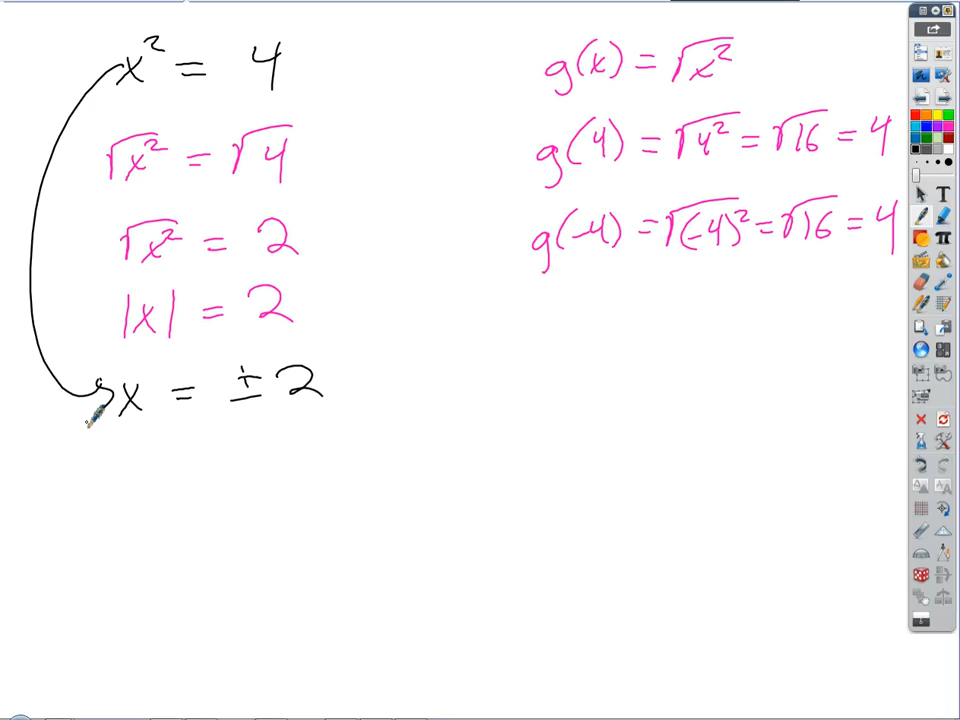 x² = 4
√x² = √4
√x² = 2
|x| = 2
x = ± 2
g(x) = √x²
g(4) = √4² = √16 = 4
g(-4) = √(-4)² = √16 = 4